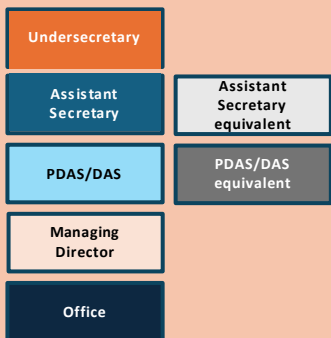 Undersecretary
Assistant
Secretary
Assistant
Secretary
equivalent
PDAS/DAS
PDAS/DAS
equivalent
Managing
Director
Office